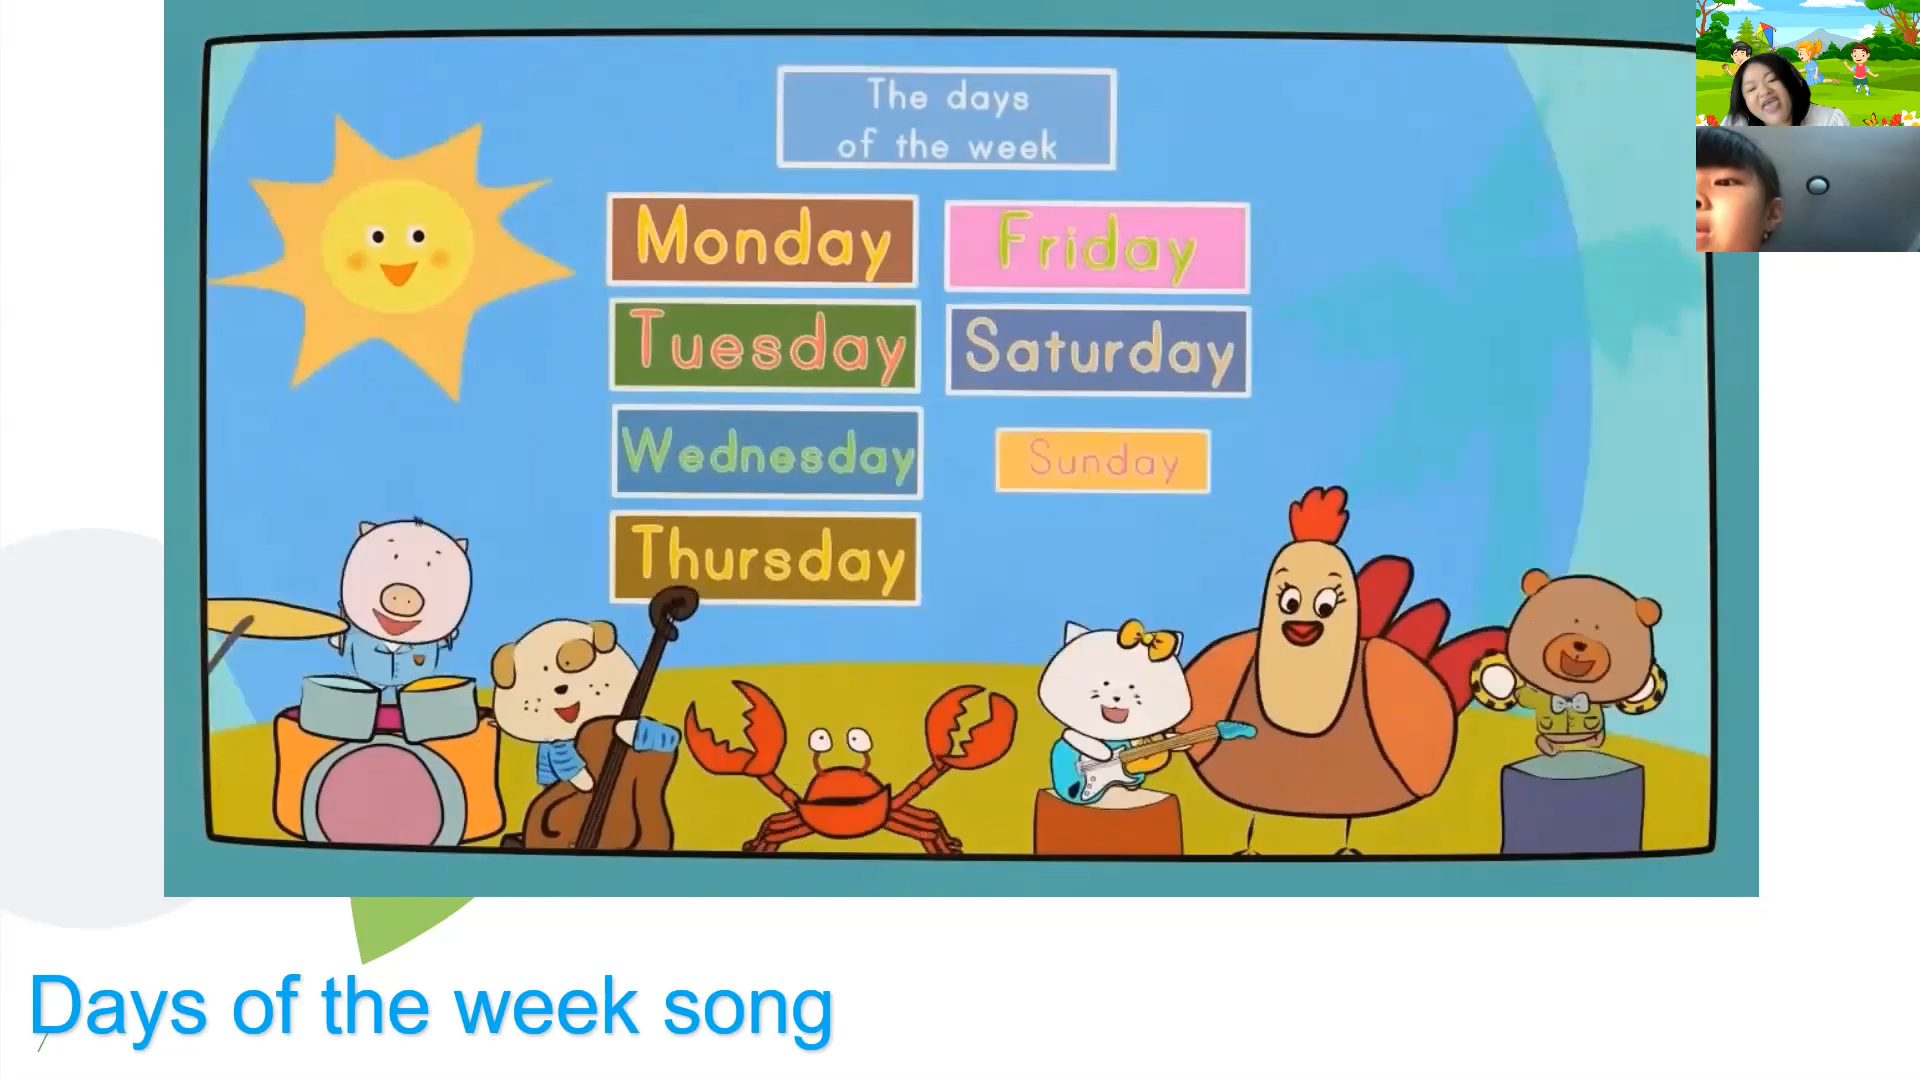 The days
of the week
Monday
Tuesday
Wednesday
Thursday
Friday
Saturday
Sunday
Days of the week song